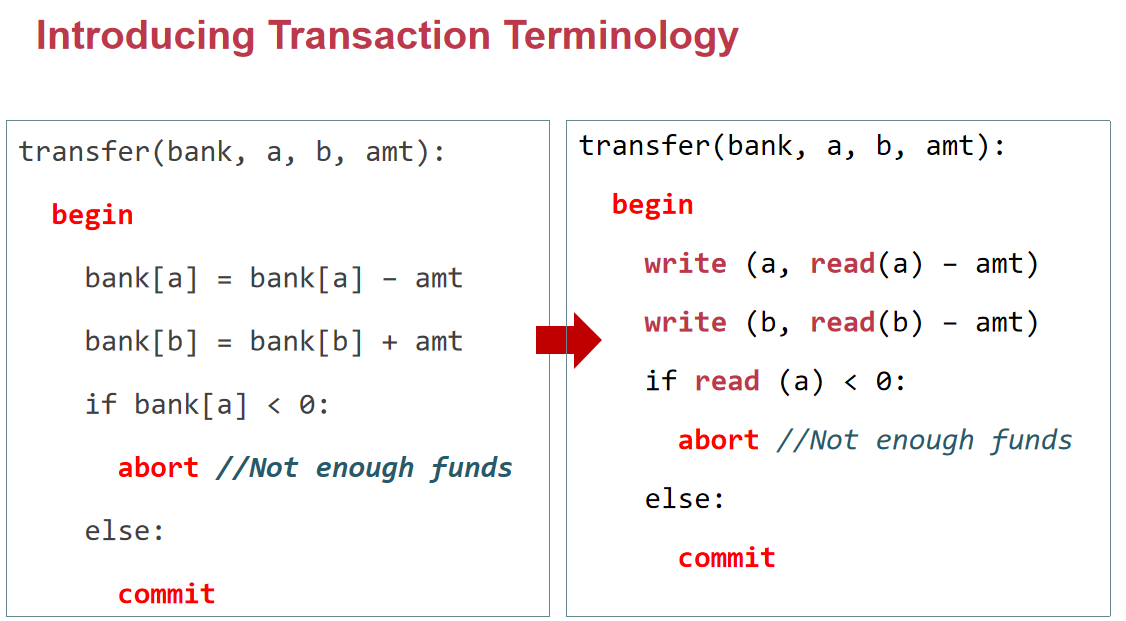 Introducing Transaction Terminology
transfer(bank, a, b, amt):
begin
bank[a] = bank[a] – amt
bank[b] = bank[b] + amt
if bank[a] < 0:
abort //Not enough funds
else:
commit
transfer(bank, a, b, amt):
begin
write (a, read(a) – amt)
write (b, read(b) – amt)
if read (a) < 0:
abort //Not enough funds
else:
commit